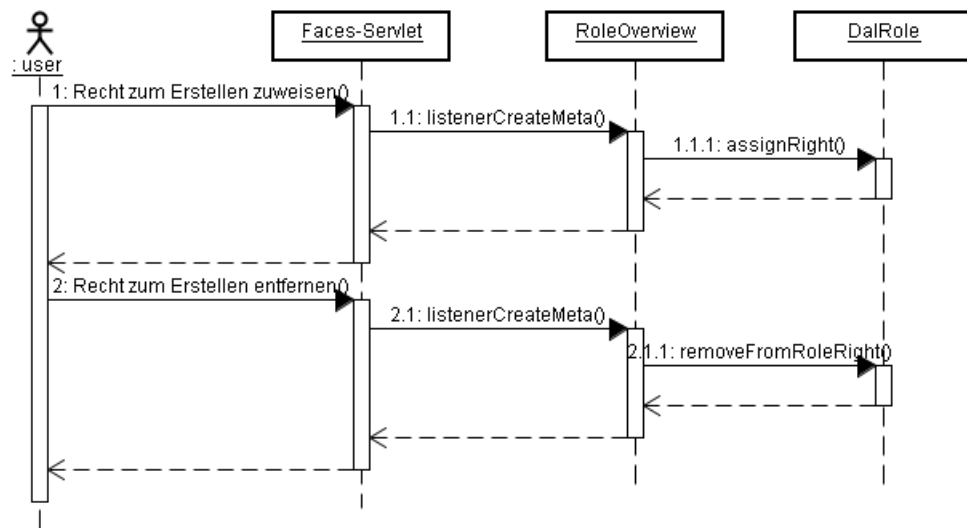 : user
Faces-Servlet
RoleOverview
DalRole
1: Recht zum Erstellen zuweisen()
1.1: listenerCreateMeta()
1.1.1: assignRight()
2: Recht zum Erstellen entfernen()
2.1: listenerCreateMeta()
2.1.1: removeFromRoleRight()